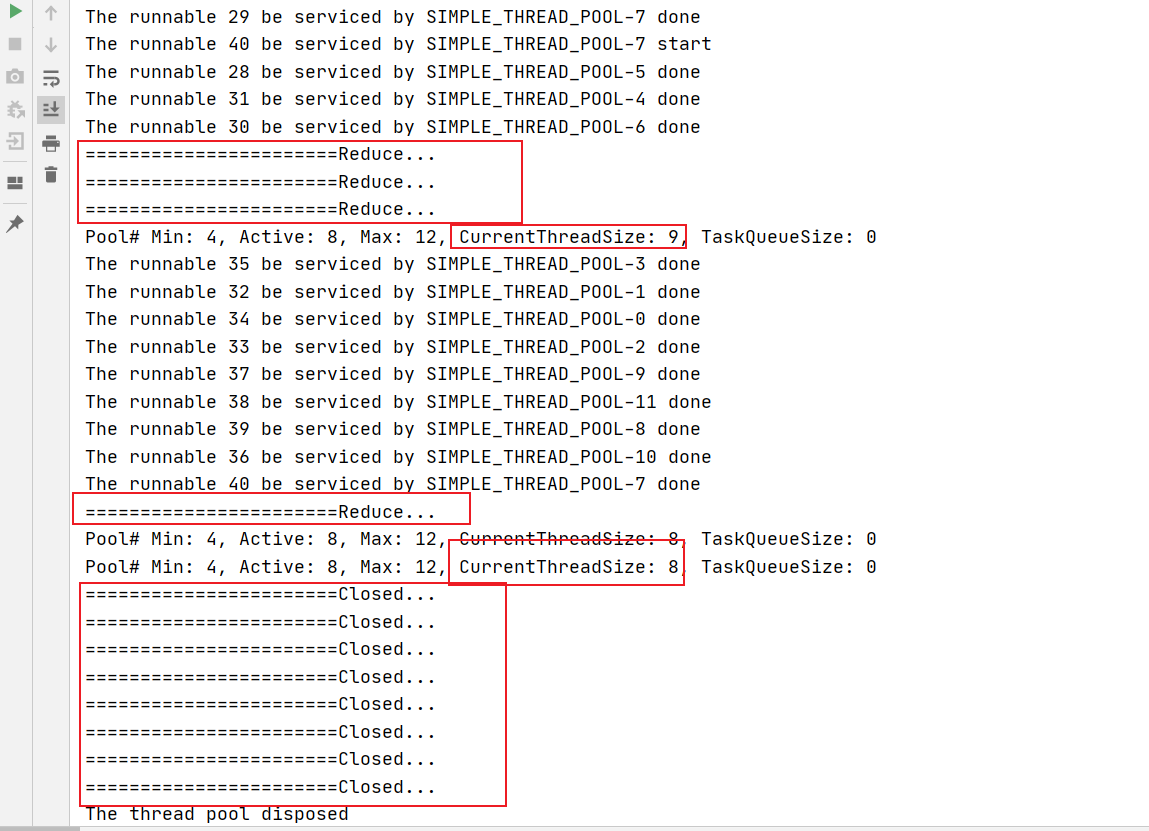 The runnable 29 be serviced by SIMPLE_THREAD_POOL-7 done
The runnable 40 be serviced by SIMPLE_THREAD_POOL-7 start
The runnable 28 be serviced by SIMPLE_THREAD_POOL-5 done
The runnable 31 be serviced by SIMPLE_THREAD_POOL-4 done
The runnable 30 be serviced by SIMPLE_THREAD_POOL-6 done
=======================Reduce...
=======================Reduce...
=======================Reduce...
Pool# Min: 4, Active: 8, Max: 12, CurrentThreadSize: 9, TaskQueueSize: 0
The runnable 35 be serviced by SIMPLE_THREAD_POOL-3 done
The runnable 32 be serviced by SIMPLE_THREAD_POOL-1 done
The runnable 34 be serviced by SIMPLE_THREAD_POOL-0 done
The runnable 33 be serviced by SIMPLE_THREAD_POOL-2 done
The runnable 37 be serviced by SIMPLE_THREAD_POOL-9 done
The runnable 38 be serviced by SIMPLE_THREAD_POOL-11 done
The runnable 39 be serviced by SIMPLE_THREAD_POOL-8 done
The runnable 36 be serviced by SIMPLE_THREAD_POOL-10 done
The runnable 40 be serviced by SIMPLE_THREAD_POOL-7 done
=======================Reduce...
Pool# Min: 4, Active: 8, Max: 12, CurrentThreadSize: 8, TaskQueueSize: 0
Pool# Min: 4, Active: 8, Max: 12, CurrentThreadSize: 8, TaskQueueSize: 0
=======================Closed...
=======================Closed...
=======================Closed...
=======================Closed...
=======================Closed...
=======================Closed...
=======================Closed...
=======================Closed...
The thread pool disposed